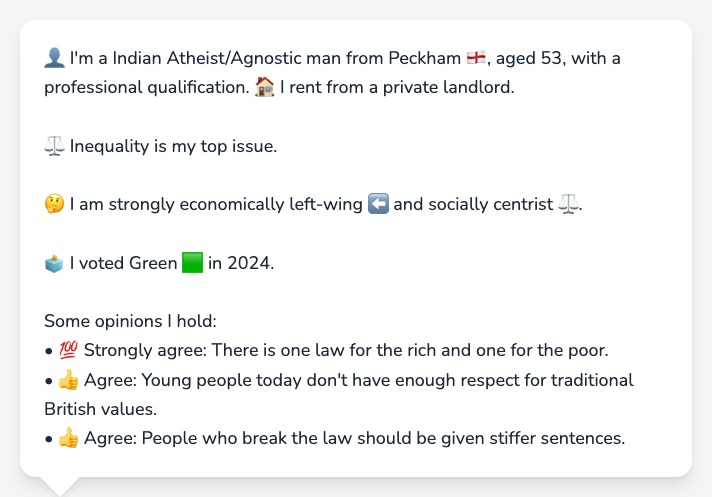 👤 I'm a Indian Atheist/Agnostic man from Peckham 🏴󠁧󠁢󠁥󠁮󠁧󠁿, aged 53, with a
professional qualification. 🏠 I rent from a private landlord.
⚖️ Inequality is my top issue.
🤔 I am strongly economically left-wing ⬅️ and socially centrist ⚖️.
🗳️ I voted Green 🟩 in 2024.
Some opinions I hold:
• 💯 Strongly agree: There is one law for the rich and one for the poor.
• 👍 Agree: Young people today don't have enough respect for traditional
British values.
• 👍 Agree: People who break the law should be given stiffer sentences.